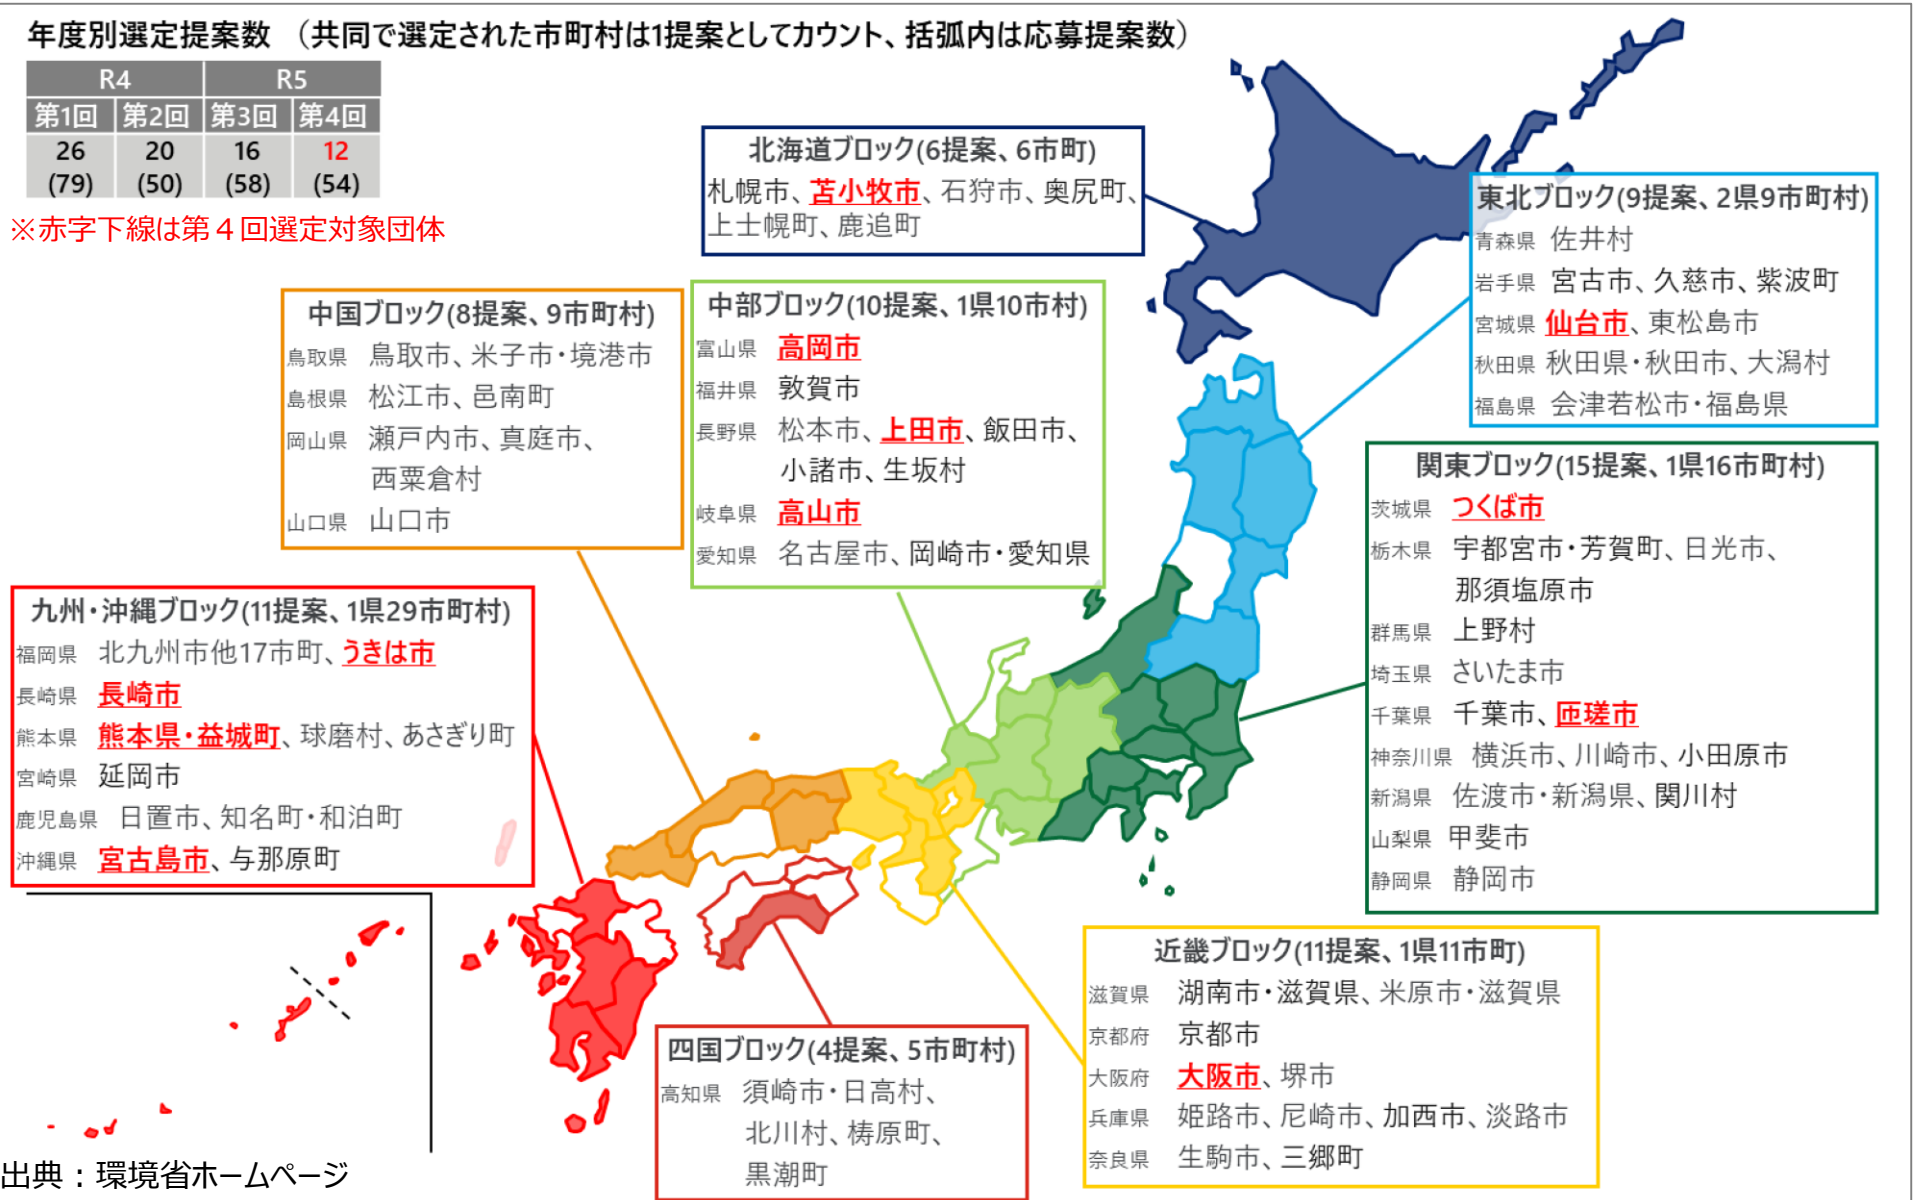 年度別選定提案数 （共同で選定された市町村は1提案としてカウント、括弧内は応募提案数）
R4 R5
第1回 第2回 第3回 第4回
26 20 16 12
(79) (50) (58) (54)
※赤字下線は第４回選定対象団体
北海道ブロック(6提案、6市町)
札幌市、苫小牧市、石狩市、奥尻町、
上士幌町、鹿追町
東北ブロック(9提案、2県9市町村)
青森県 佐井村
岩手県 宮古市、久慈市、紫波町
宮城県 仙台市、東松島市
秋田県 秋田県・秋田市、大潟村
福島県 会津若松市・福島県
中国ブロック(8提案、9市町村)
鳥取県 鳥取市、米子市・境港市
島根県 松江市、邑南町
岡山県 瀬戸内市、真庭市、
西粟倉村
山口県 山口市
中部ブロック(10提案、1県10市村)
富山県 高岡市
福井県 敦賀市
長野県 松本市、上田市、飯田市、
小諸市、生坂村
岐阜県 高山市
愛知県 名古屋市、岡崎市・愛知県
関東ブロック(15提案、1県16市町村)
茨城県 つくば市
栃木県 宇都宮市・芳賀町、日光市、
那須塩原市
群馬県 上野村
埼玉県 さいたま市
千葉県 千葉市、匝瑳市
神奈川県 横浜市、川崎市、小田原市
新潟県 佐渡市・新潟県、関川村
山梨県 甲斐市
静岡県 静岡市
九州・沖縄ブロック(11提案、1県29市町村)
福岡県 北九州市他17市町、うきは市
長崎県 長崎市
熊本県 熊本県・益城町、球磨村、あさぎり町
宮崎県 延岡市
鹿児島県 日置市、知名町・和泊町
沖縄県 宮古島市、与那原町
近畿ブロック(11提案、1県11市町)
滋賀県 湖南市・滋賀県、米原市・滋賀県
京都府 京都市
大阪府 大阪市、堺市
兵庫県 姫路市、尼崎市、加西市、淡路市
奈良県 生駒市、三郷町
四国ブロック(4提案、5市町村)
高知県 須崎市・日高村、
北川村、梼原町、
黒潮町
出典：環境省ホームページ